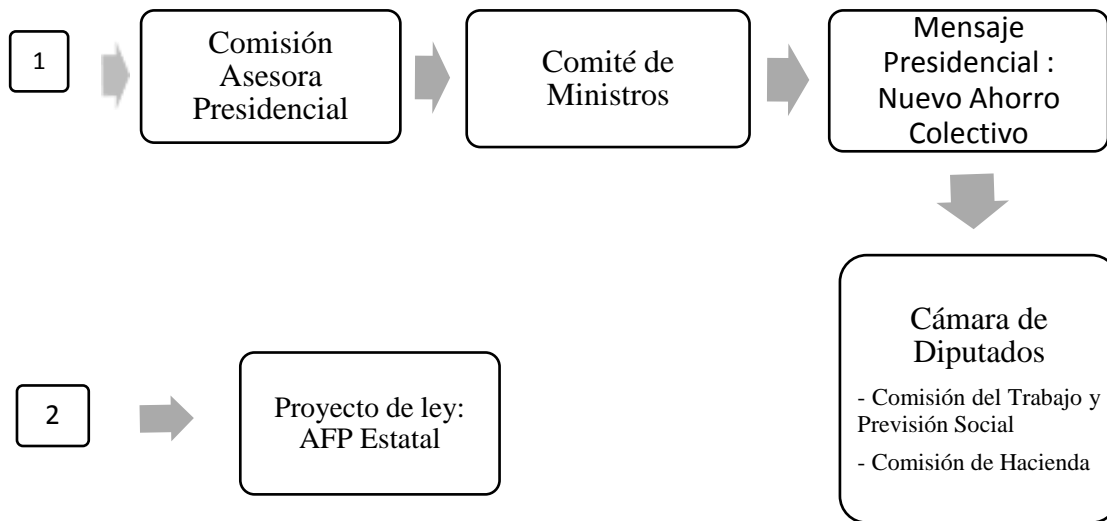 1
Comisión
Asesora
Presidencial
Comité de
Ministros
Mensaje
Presidencial :
Nuevo Ahorro
Colectivo
Cámara de
Diputados
- Comisión del Trabajo y
Previsión Social
- Comisión de Hacienda
2
Proyecto de ley:
AFP Estatal